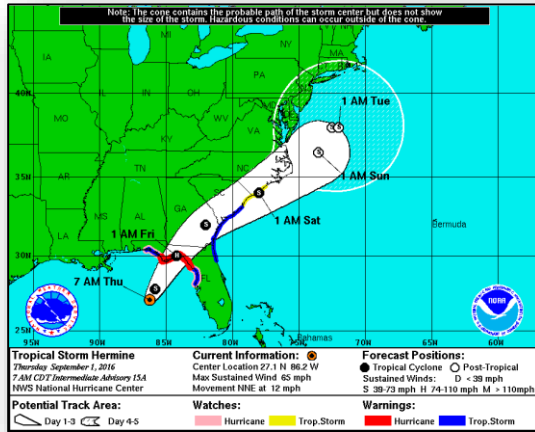 Note: The cone contains the probable path of the storm center but does not show
the size of the storm. Hazardous conditions can occur outside of the cone.
IA
IL
IN
OH
PA
NY
MA
MO
KY
WV
VA
40N
1 AM Tue
AR
TN
NC
35N
1 AM Sun
MS
AL
GA
SC
1 AM Sat
LA
1 AM Fri
Bermuda
30N
7 AM Thu
FL
25N
Bahamas
95W
90W
85W
80W
75W
70W
65W
60W
NOAA
Tropical Storm Hermine
Thursday September 1, 2016
7 AM CDT Intermediate Advisory 15A
NWS National Hurricane Center
Current Information:
Center Location 27.1 N 86.2 W
Max Sustained Wind 65 mph
Movement NNE at 12 mph
Forecast Positions:
Tropical Cyclone Post-Tropical
Sustained Winds: D < 39 mph
S 39-73 mph H 74-110 mph M > 110mph
Potential Track Area:
Day 1-3 Day 4-5
Watches:
Hurricane Trop.Storm
Warnings:
Hurricane Trop.Storm